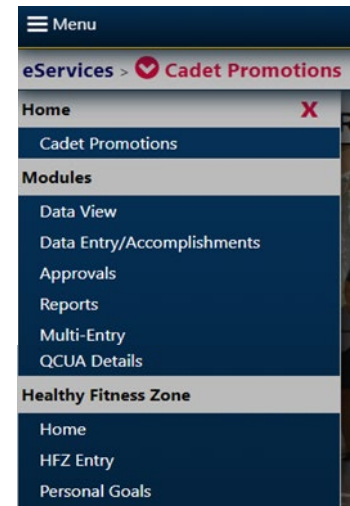 Menu
eServices > Cadet Promotions
Home X
Cadet Promotions
Modules
Data View
Data Entry/Accomplishments
Approvals
Reports
Multi-Entry
QCUA Details
Healthy Fitness Zone
Home
HFZ Entry
Personal Goals